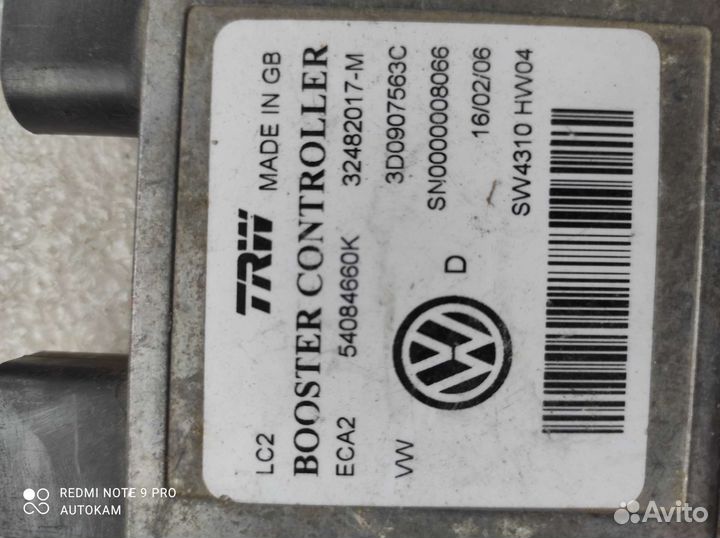 LC2 TRW MADE IN GB
BOOSTER CONTROLLER
ECA2 54084660K 32482017-M
VW 3D0907563C
SN00000008066
D 16/02/06
SW4310 HW04
REDMI NOTE 9 PRO
AUTOKAM
Avito